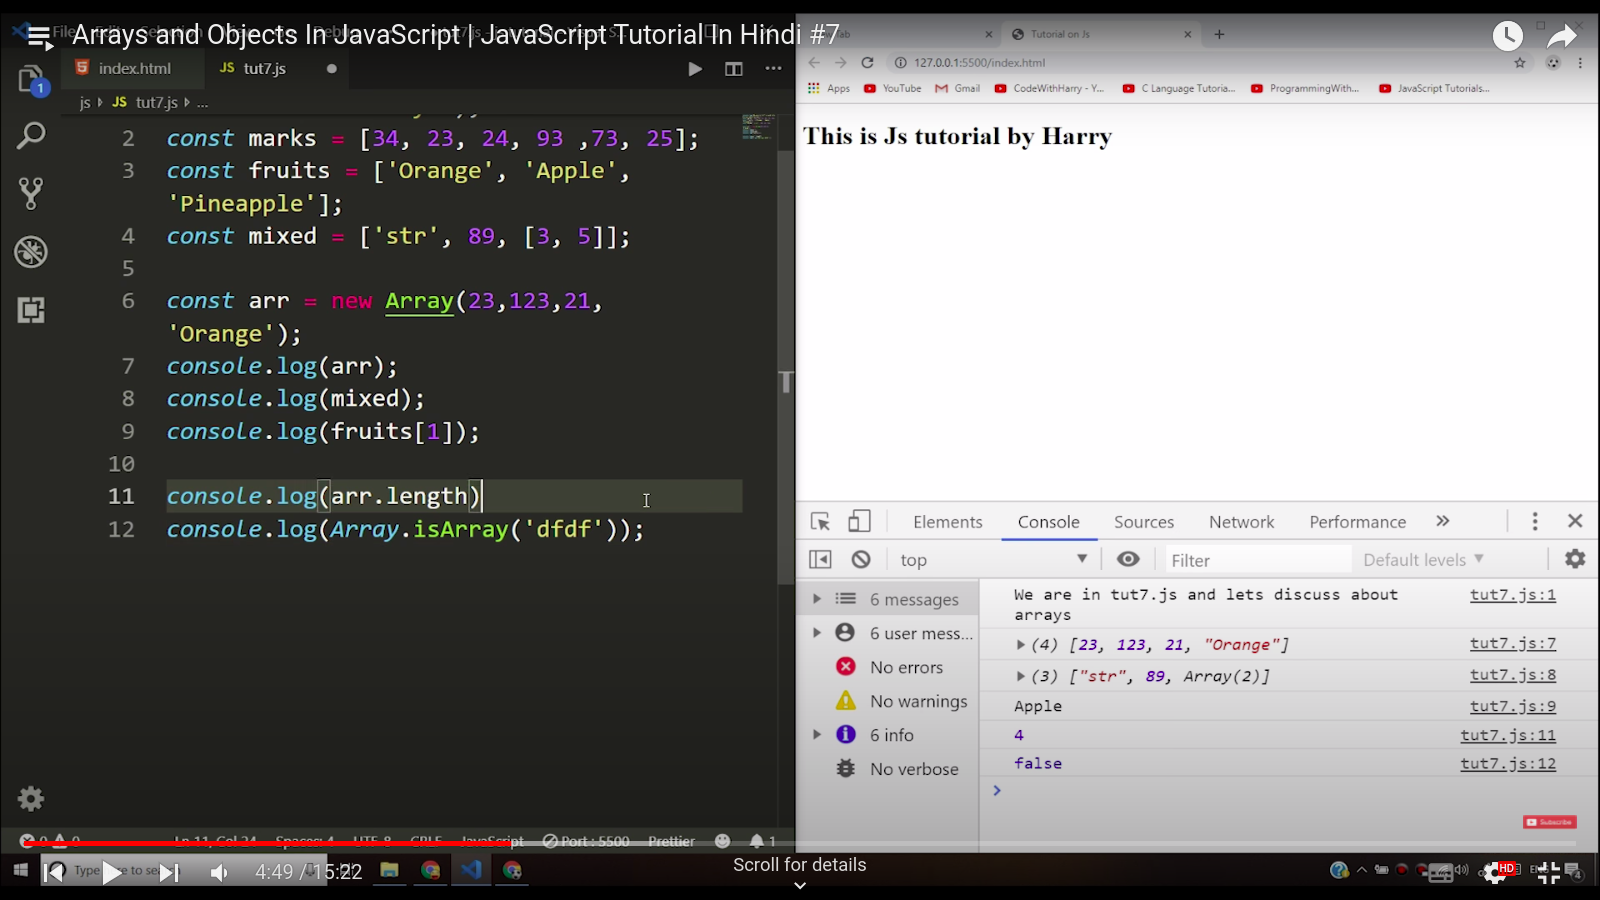 Arrays and Objects In JavaScript | JavaScript Tutorial In Hindi #7
index.html
JS tut7.js
js JS tut7.js ...
2 const marks = [34, 23, 24, 93 ,73, 25];
3 const fruits = ['Orange', 'Apple',
'Pineapple'];
4 const mixed = ['str', 89, [3, 5]];
5
6 const arr = new Array(23,123,21,
'Orange');
7 console.log(arr);
8 console.log(mixed);
9 console.log(fruits[1]);
10
11 console.log(arr.length)
12 console.log(Array.isArray('dfdf'));
1
Tutorial on Js
127.0.0.1:5500/index.html
Apps YouTube Gmail CodeWithHarry - Y... C Language Tutoria... ProgrammingWith... JavaScript Tutorials...
This is Js tutorial by Harry
Elements Console Sources Network Performance
top Filter Default levels
6 messages
6 user mess...
No errors
No warnings
6 info
No verbose
We are in tut7.js and lets discuss about tut7.js:1
arrays
(4) [23, 123, 21, "Orange"] tut7.js:7
(3) ["str", 89, Array(2)] tut7.js:8
Apple tut7.js:9
4 tut7.js:11
false tut7.js:12
Subscribe
Ln 11, Col 24 Spaces: 4 UTF-8 CRLF JavaScript Port : 5500 Prettier 1
Type here to search
4:49 / 15:22
Scroll for details
HD